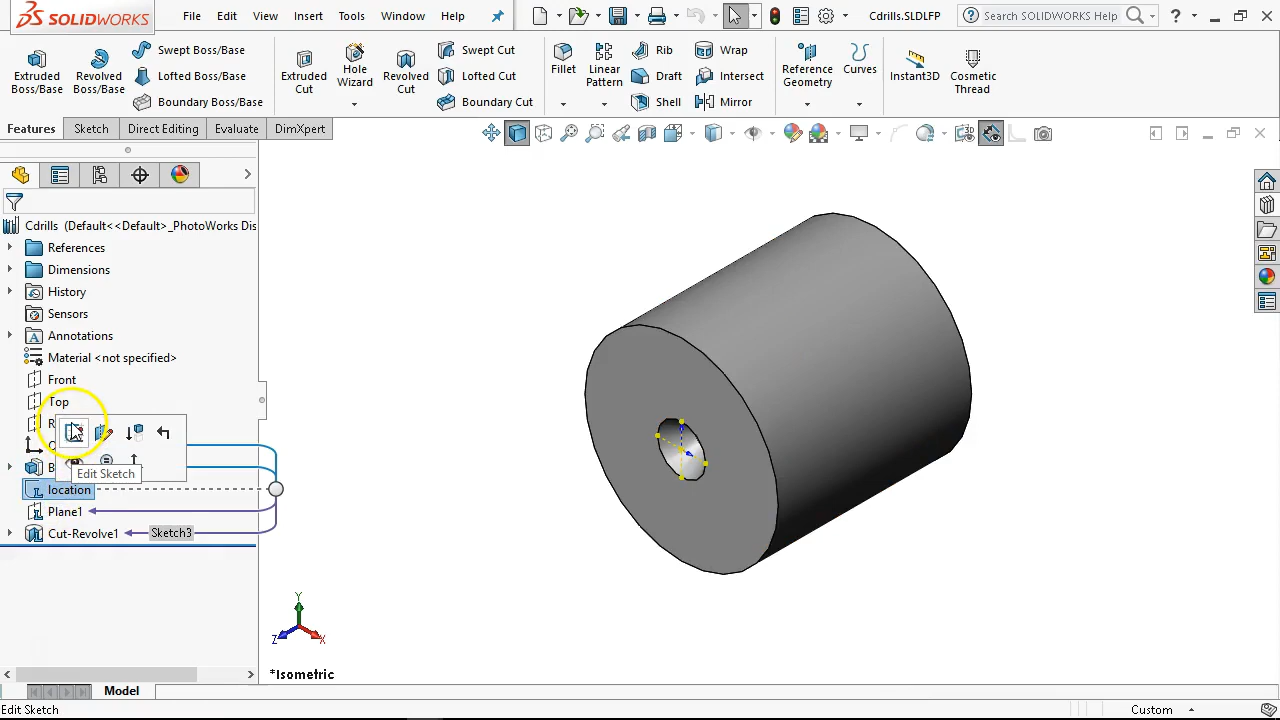 SOLIDWORKS
File Edit View Insert Tools Window Help
Cdrills.SLDLFP
Search SOLIDWORKS Help
Extruded Boss/Base
Revolved Boss/Base
Swept Boss/Base
Lofted Boss/Base
Boundary Boss/Base
Extruded Cut
Hole Wizard
Revolved Cut
Swept Cut
Lofted Cut
Boundary Cut
Fillet
Linear Pattern
Rib
Draft
Shell
Wrap
Intersect
Mirror
Reference Geometry
Curves
Instant3D
Cosmetic Thread
Features Sketch Direct Editing Evaluate DimXpert
Cdrills (Default<<Default>_PhotoWorks Dis
References
Dimensions
History
Sensors
Annotations
Material <not specified>
Front
Top
Edit Sketch
location
Plane1
Cut-Revolve1 Sketch3
Y
Z
X
*Isometric
Model
Edit Sketch
Custom